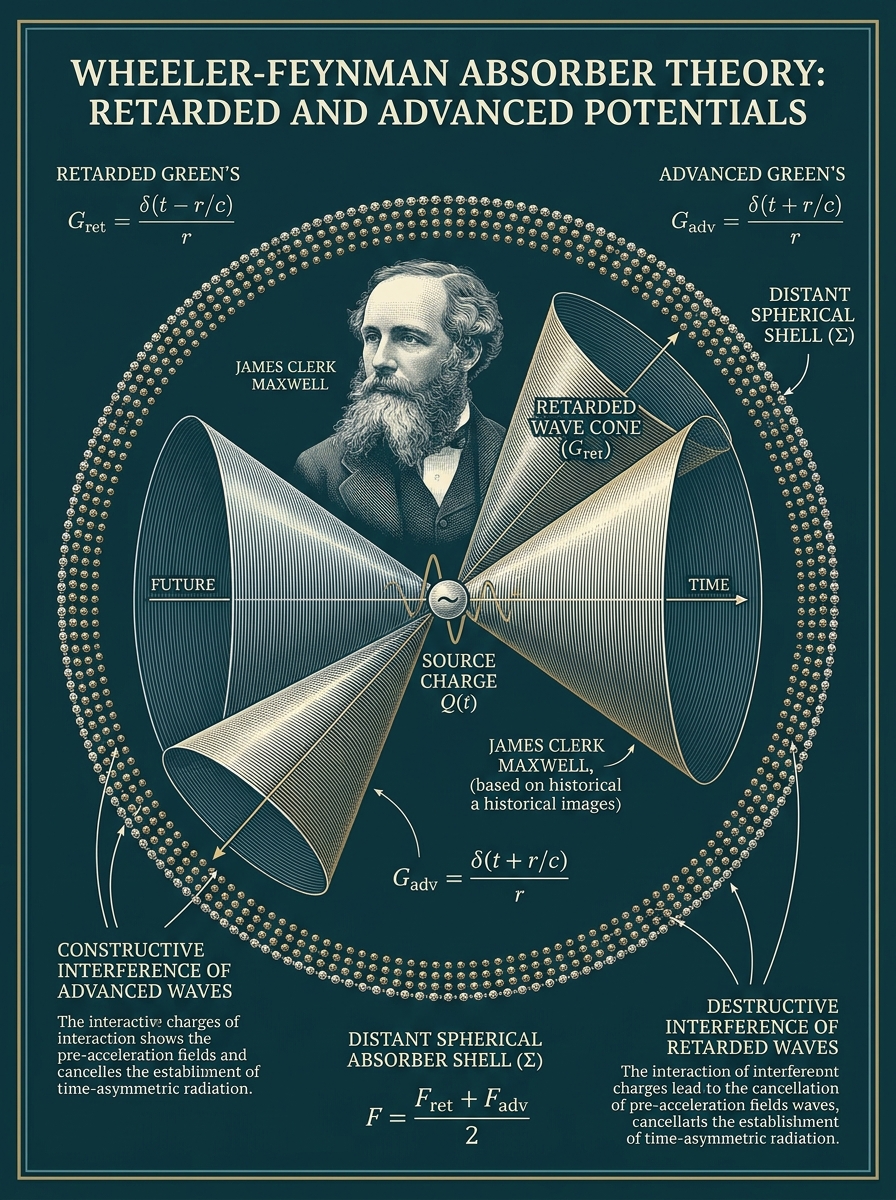 WHEELER-FEYNMAN ABSORBER THEORY:
RETARDED AND ADVANCED POTENTIALS
RETARDED GREEN'S
G_ret = δ(t − r/c) / r
ADVANCED GREEN'S
G_adv = δ(t + r/c) / r
DISTANT
SPHERICAL
SHELL (Σ)
JAMES CLERK
MAXWELL
RETARDED
WAVE CONE
(G_ret)
FUTURE
TIME
~
SOURCE
CHARGE
Q(t)
JAMES CLERK
MAXWELL,
(based on historical
a historical images)
G_adv = δ(t + r/c) / r
CONSTRUCTIVE
INTERFERENCE OF
ADVANCED WAVES
The interactive charges of
interaction shows the
pre-acceleration fields and
cancelles the establiment of
time-asymmetric radiation.
DISTANT SPHERICAL
ABSORBER SHELL (Σ)
F = (F_ret + F_adv) / 2
DESTRUCTIVE
INTERFERENCE OF
RETARDED WAVES
The interaction of interfereont
charges lead to the cancellation
of pre-acceleration fields waves,
cancellarls the establishment
of time-asymmetric radiation.